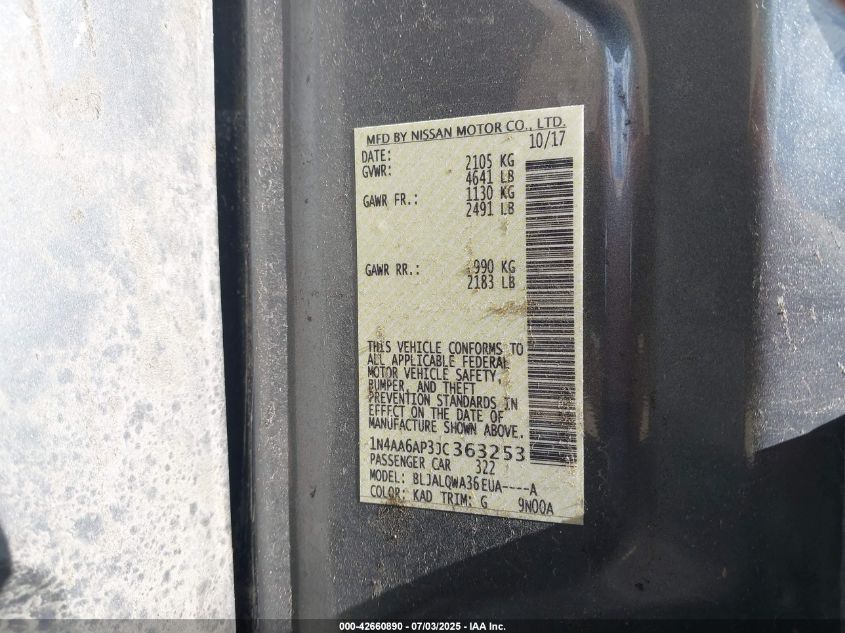 MFD BY NISSAN MOTOR CO., LTD.
DATE: 10/17
GVWR: 2105 KG
4641 LB
GAWR FR.: 1130 KG
2491 LB
GAWR RR.: 990 KG
2183 LB
THIS VEHICLE CONFORMS TO
ALL APPLICABLE FEDERAL
MOTOR VEHICLE SAFETY,
BUMPER, AND THEFT
PREVENTION STANDARDS IN
EFFECT ON THE DATE OF
MANUFACTURE SHOWN ABOVE.
1N4AA6AP3JC363253
PASSENGER CAR 322
MODEL: BLJALQWA36EUA----A
COLOR: KAD TRIM: G 9N00A
000-42660890 - 07/03/2025 - IAA Inc.